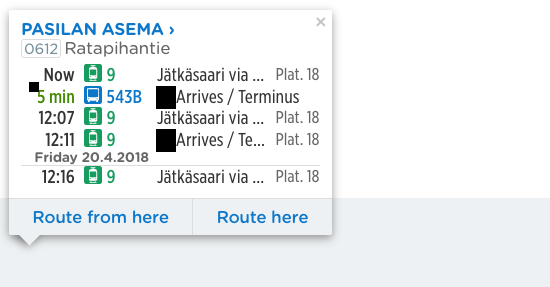 PASILAN ASEMA ›
0612 Ratapihantie
Now 9 Jätkäsaari via ... Plat. 18
5 min 543B Arrives / Terminus
12:07 9 Jätkäsaari via ... Plat. 18
12:11 9 Arrives / Te... Plat. 18
Friday 20.4.2018
12:16 9 Jätkäsaari via ... Plat. 18
Route from here Route here